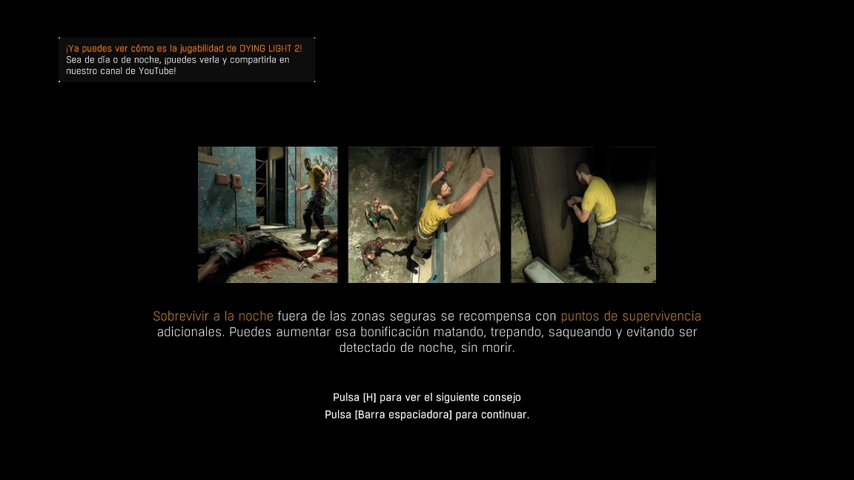 ¡Ya puedes ver cómo es la jugabilidad de DYING LIGHT 2!
Sea de día o de noche, ¡puedes verla y compartirla en
nuestro canal de YouTube!
Sobrevivir a la noche fuera de las zonas seguras se recompensa con puntos de supervivencia
adicionales. Puedes aumentar esa bonificación matando, trepando, saqueando y evitando ser
detectado de noche, sin morir.
Pulsa [H] para ver el siguiente consejo
Pulsa [Barra espaciadora] para continuar.